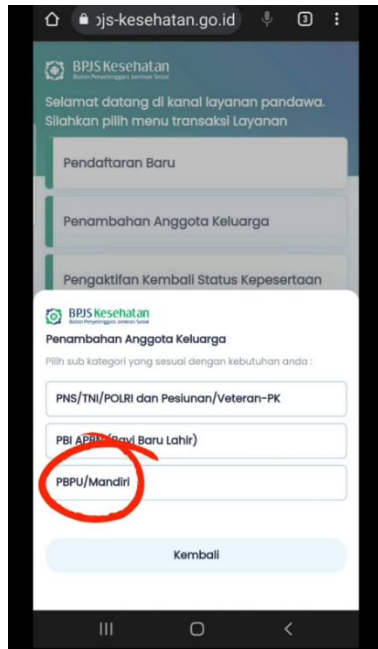 ojs-kesehatan.go.id
3
BPJS Kesehatan
Badan Penyelenggara Jaminan Sosial
Selamat datang di kanal layanan pandawa.
Silahkan pilih menu transaksi Layanan
Pendaftaran Baru
Penambahan Anggota Keluarga
Pengaktifan Kembali Status Kepesertaan
BPJS Kesehatan
Badan Penyelenggara Jaminan Sosial
Penambahan Anggota Keluarga
Pilih sub kategori yang sesuai dengan kebutuhan anda :
PNS/TNI/POLRI dan Pesiunan/Veteran-PK
PBI APBN (Bayi Baru Lahir)
PBPU/Mandiri
Kembali